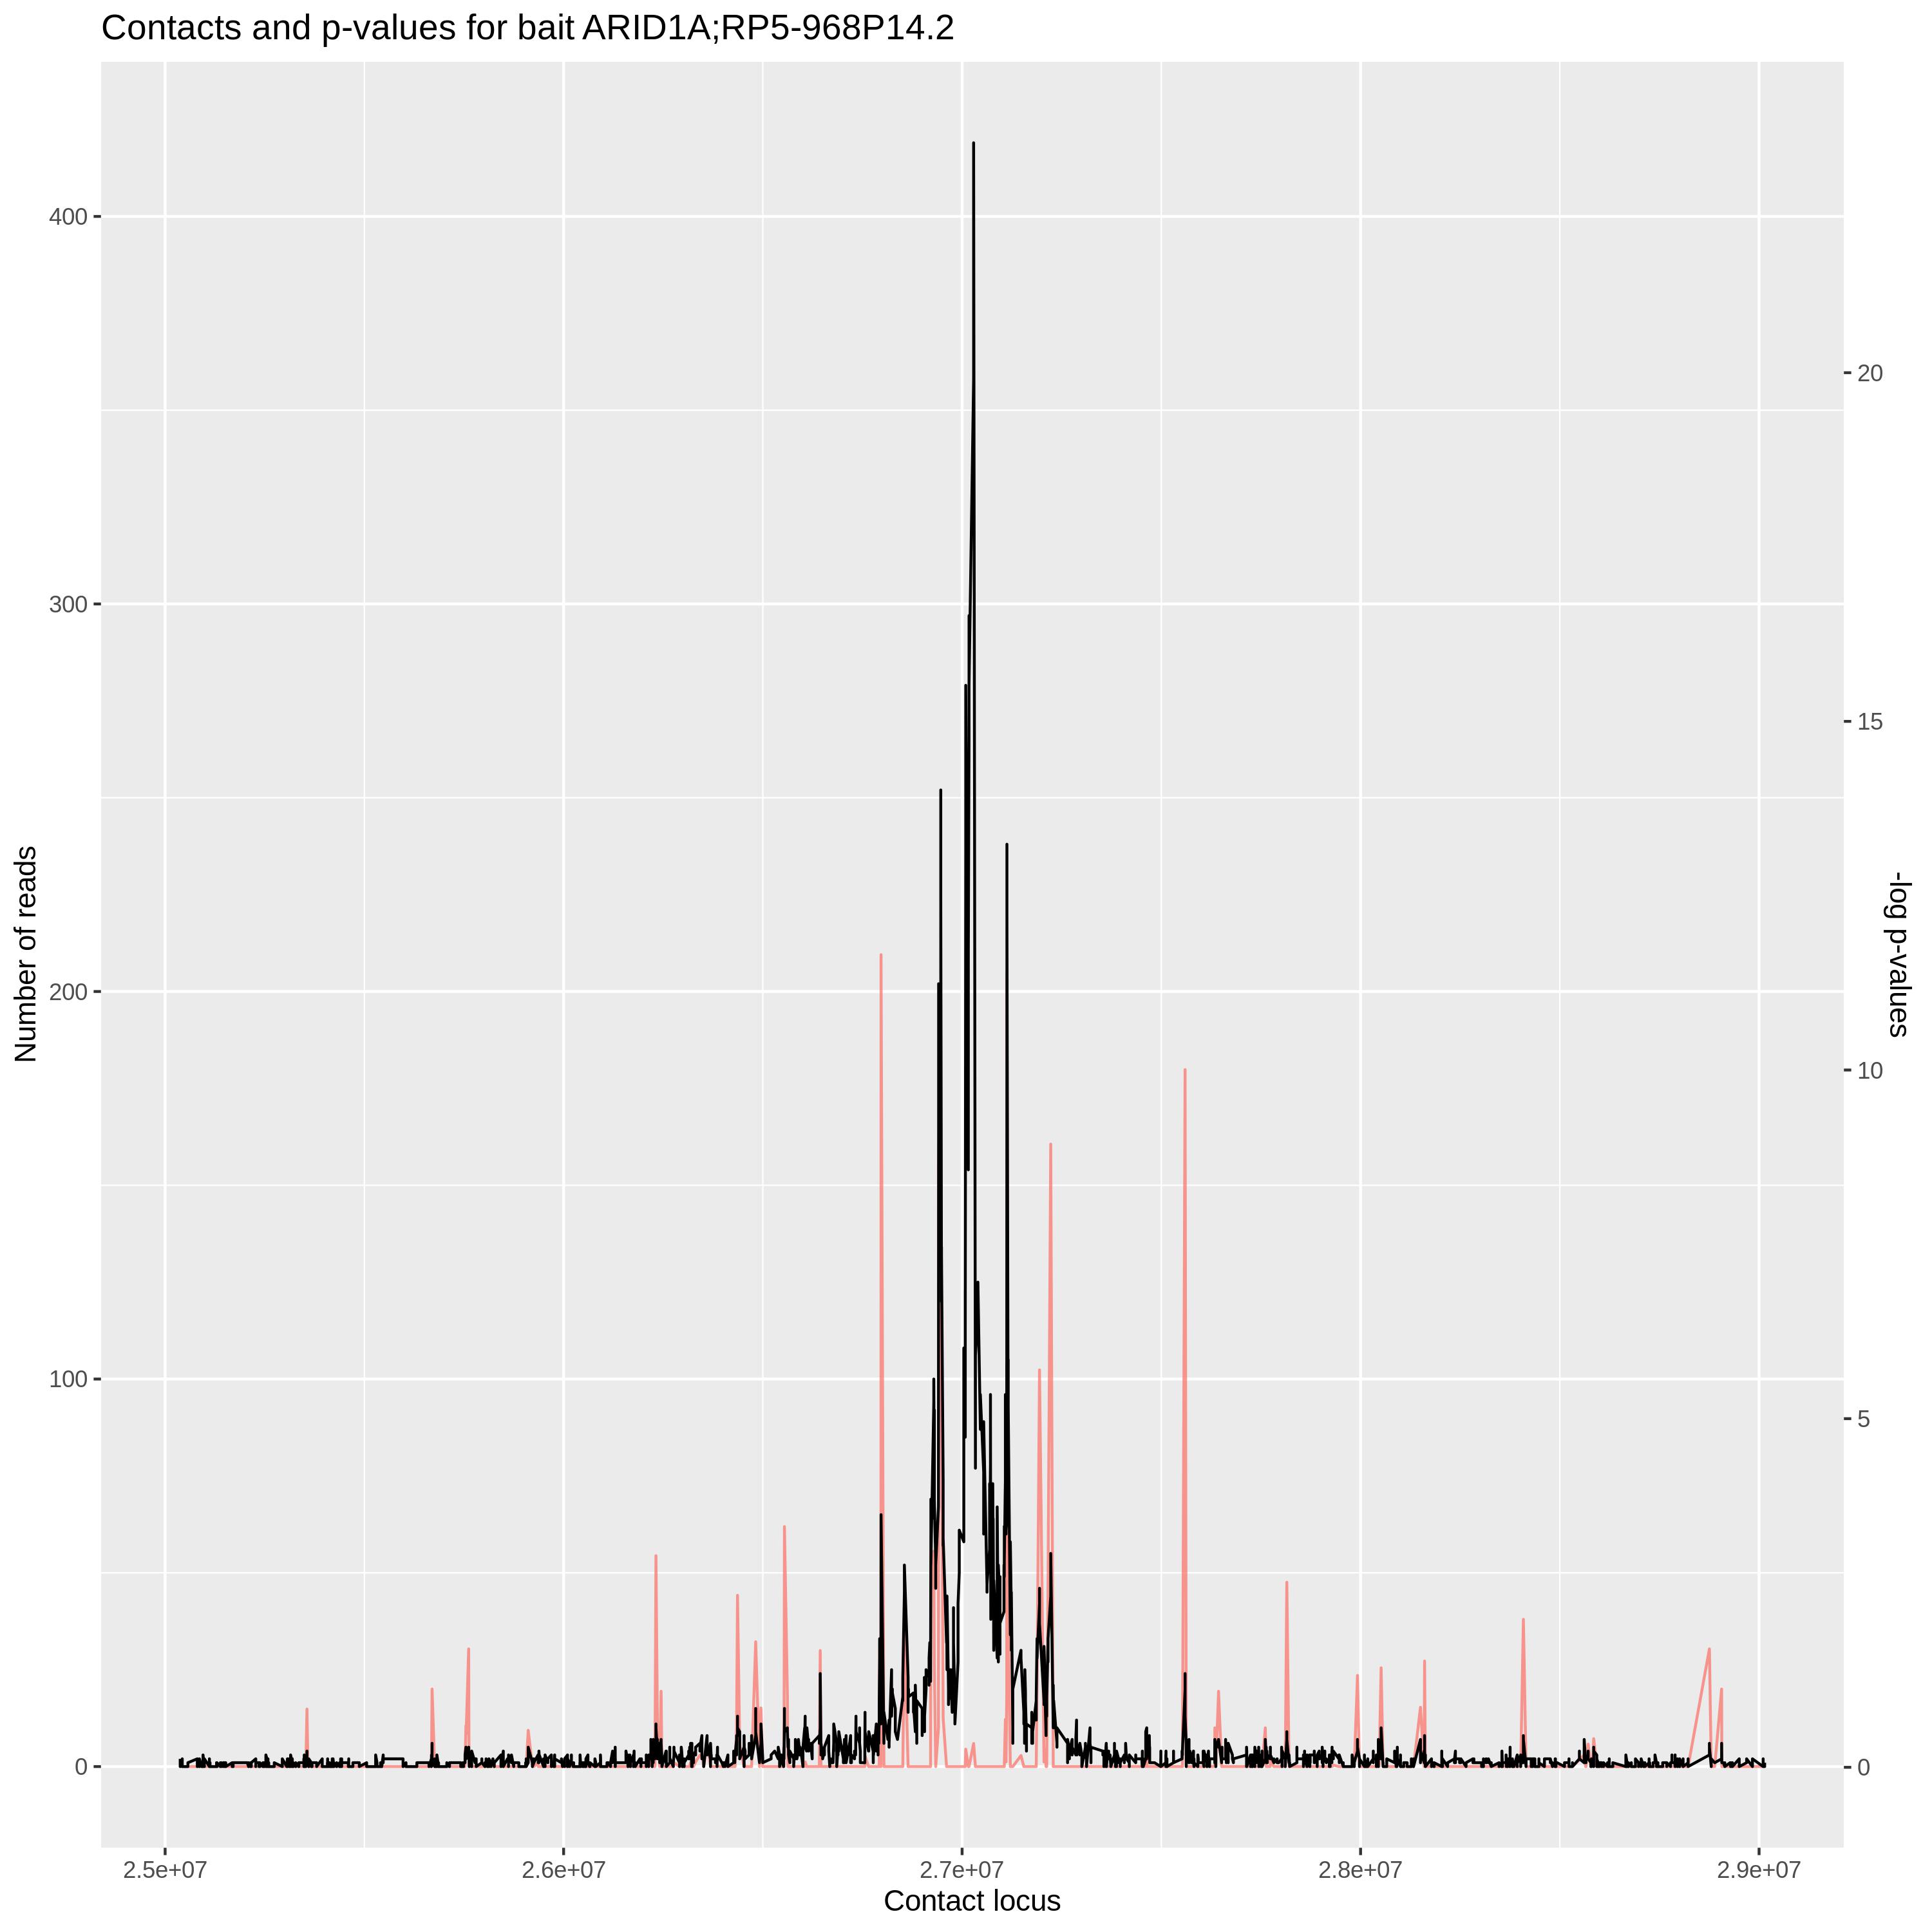 Contacts and p-values for bait ARID1A;RP5-968P14.2
400
300
200
100
0
Number of reads
20
15
10
5
0
-log p-values
2.5e+07
2.6e+07
2.7e+07
2.8e+07
2.9e+07
Contact locus